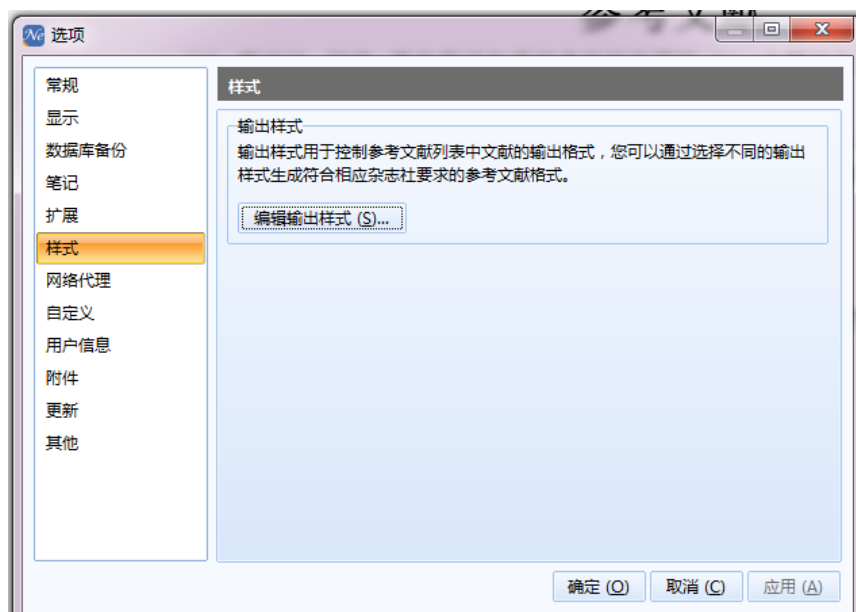 参考文献
选项
常规
显示
数据库备份
笔记
扩展
样式
网络代理
自定义
用户信息
附件
更新
其他
样式
输出样式
输出样式用于控制参考文献列表中文献的输出格式，您可以通过选择不同的输出
样式生成符合相应杂志社要求的参考文献格式。
编辑输出样式 (S)...
确定 (O)
取消 (C)
应用 (A)